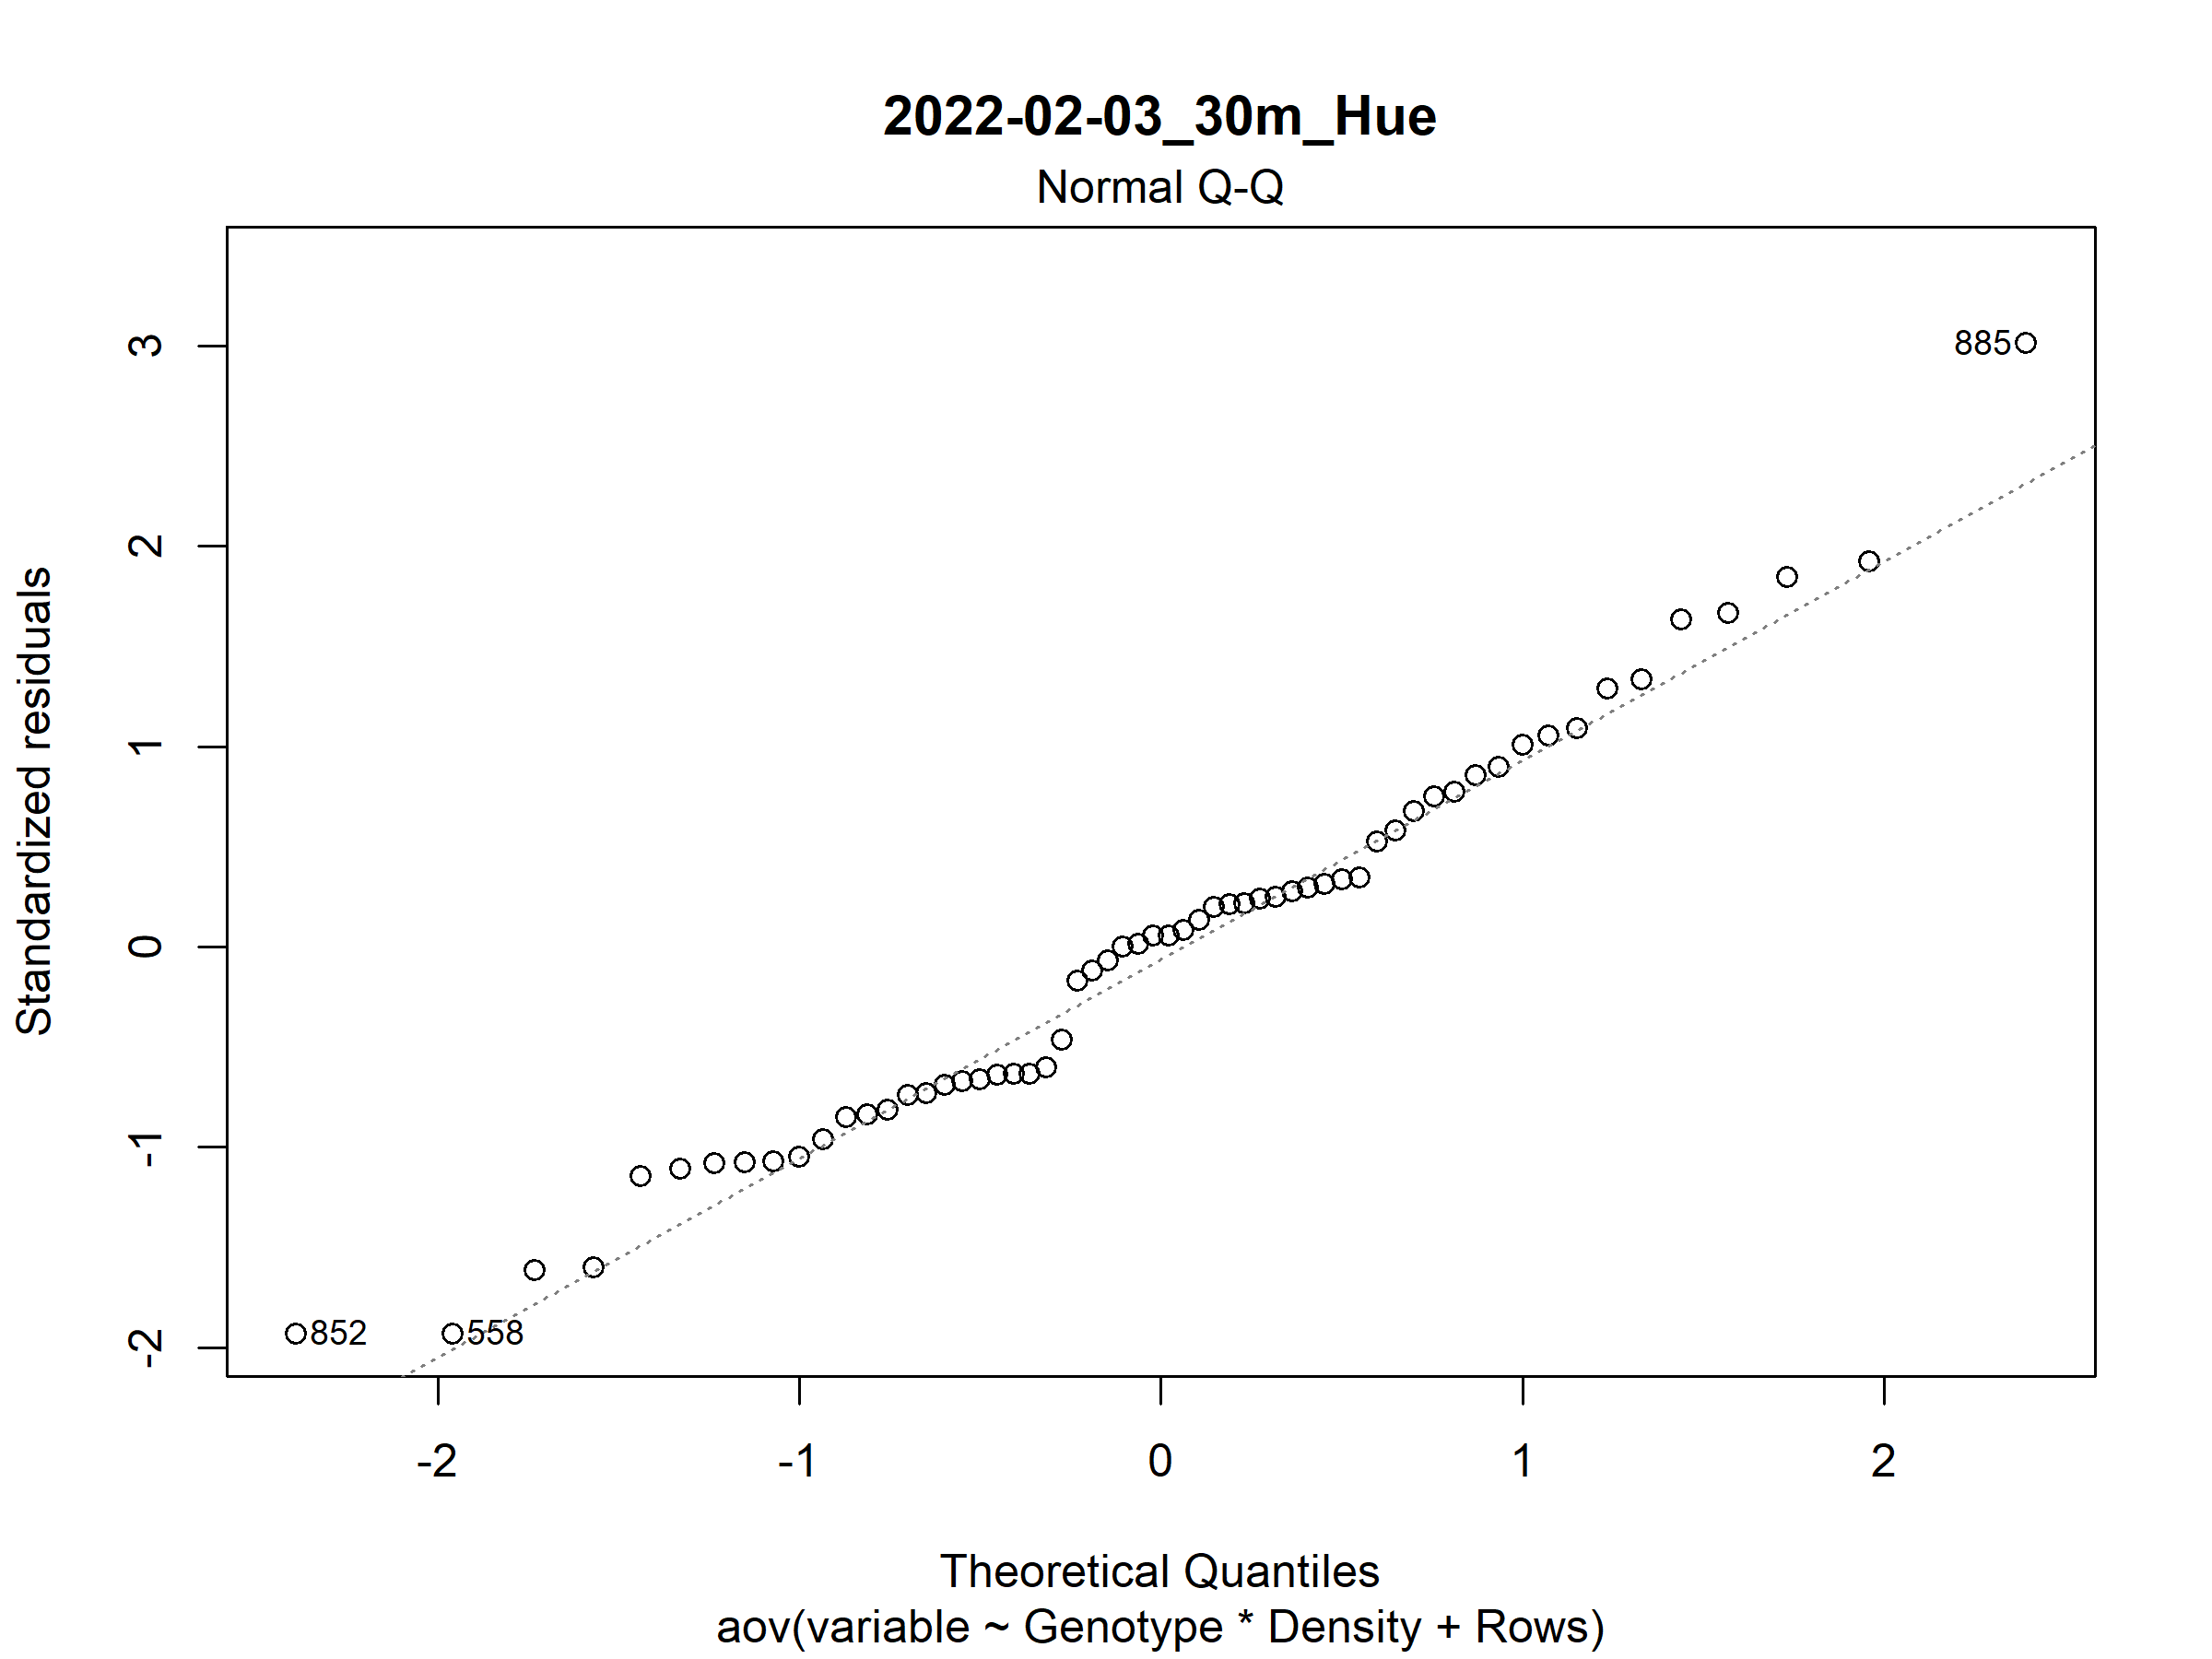 2022-02-03_30m_Hue
Normal Q-Q
Standardized residuals
3
2
1
0
-1
-2
885
852
558
-2 -1 0 1 2
Theoretical Quantiles
aov(variable ~ Genotype * Density + Rows)